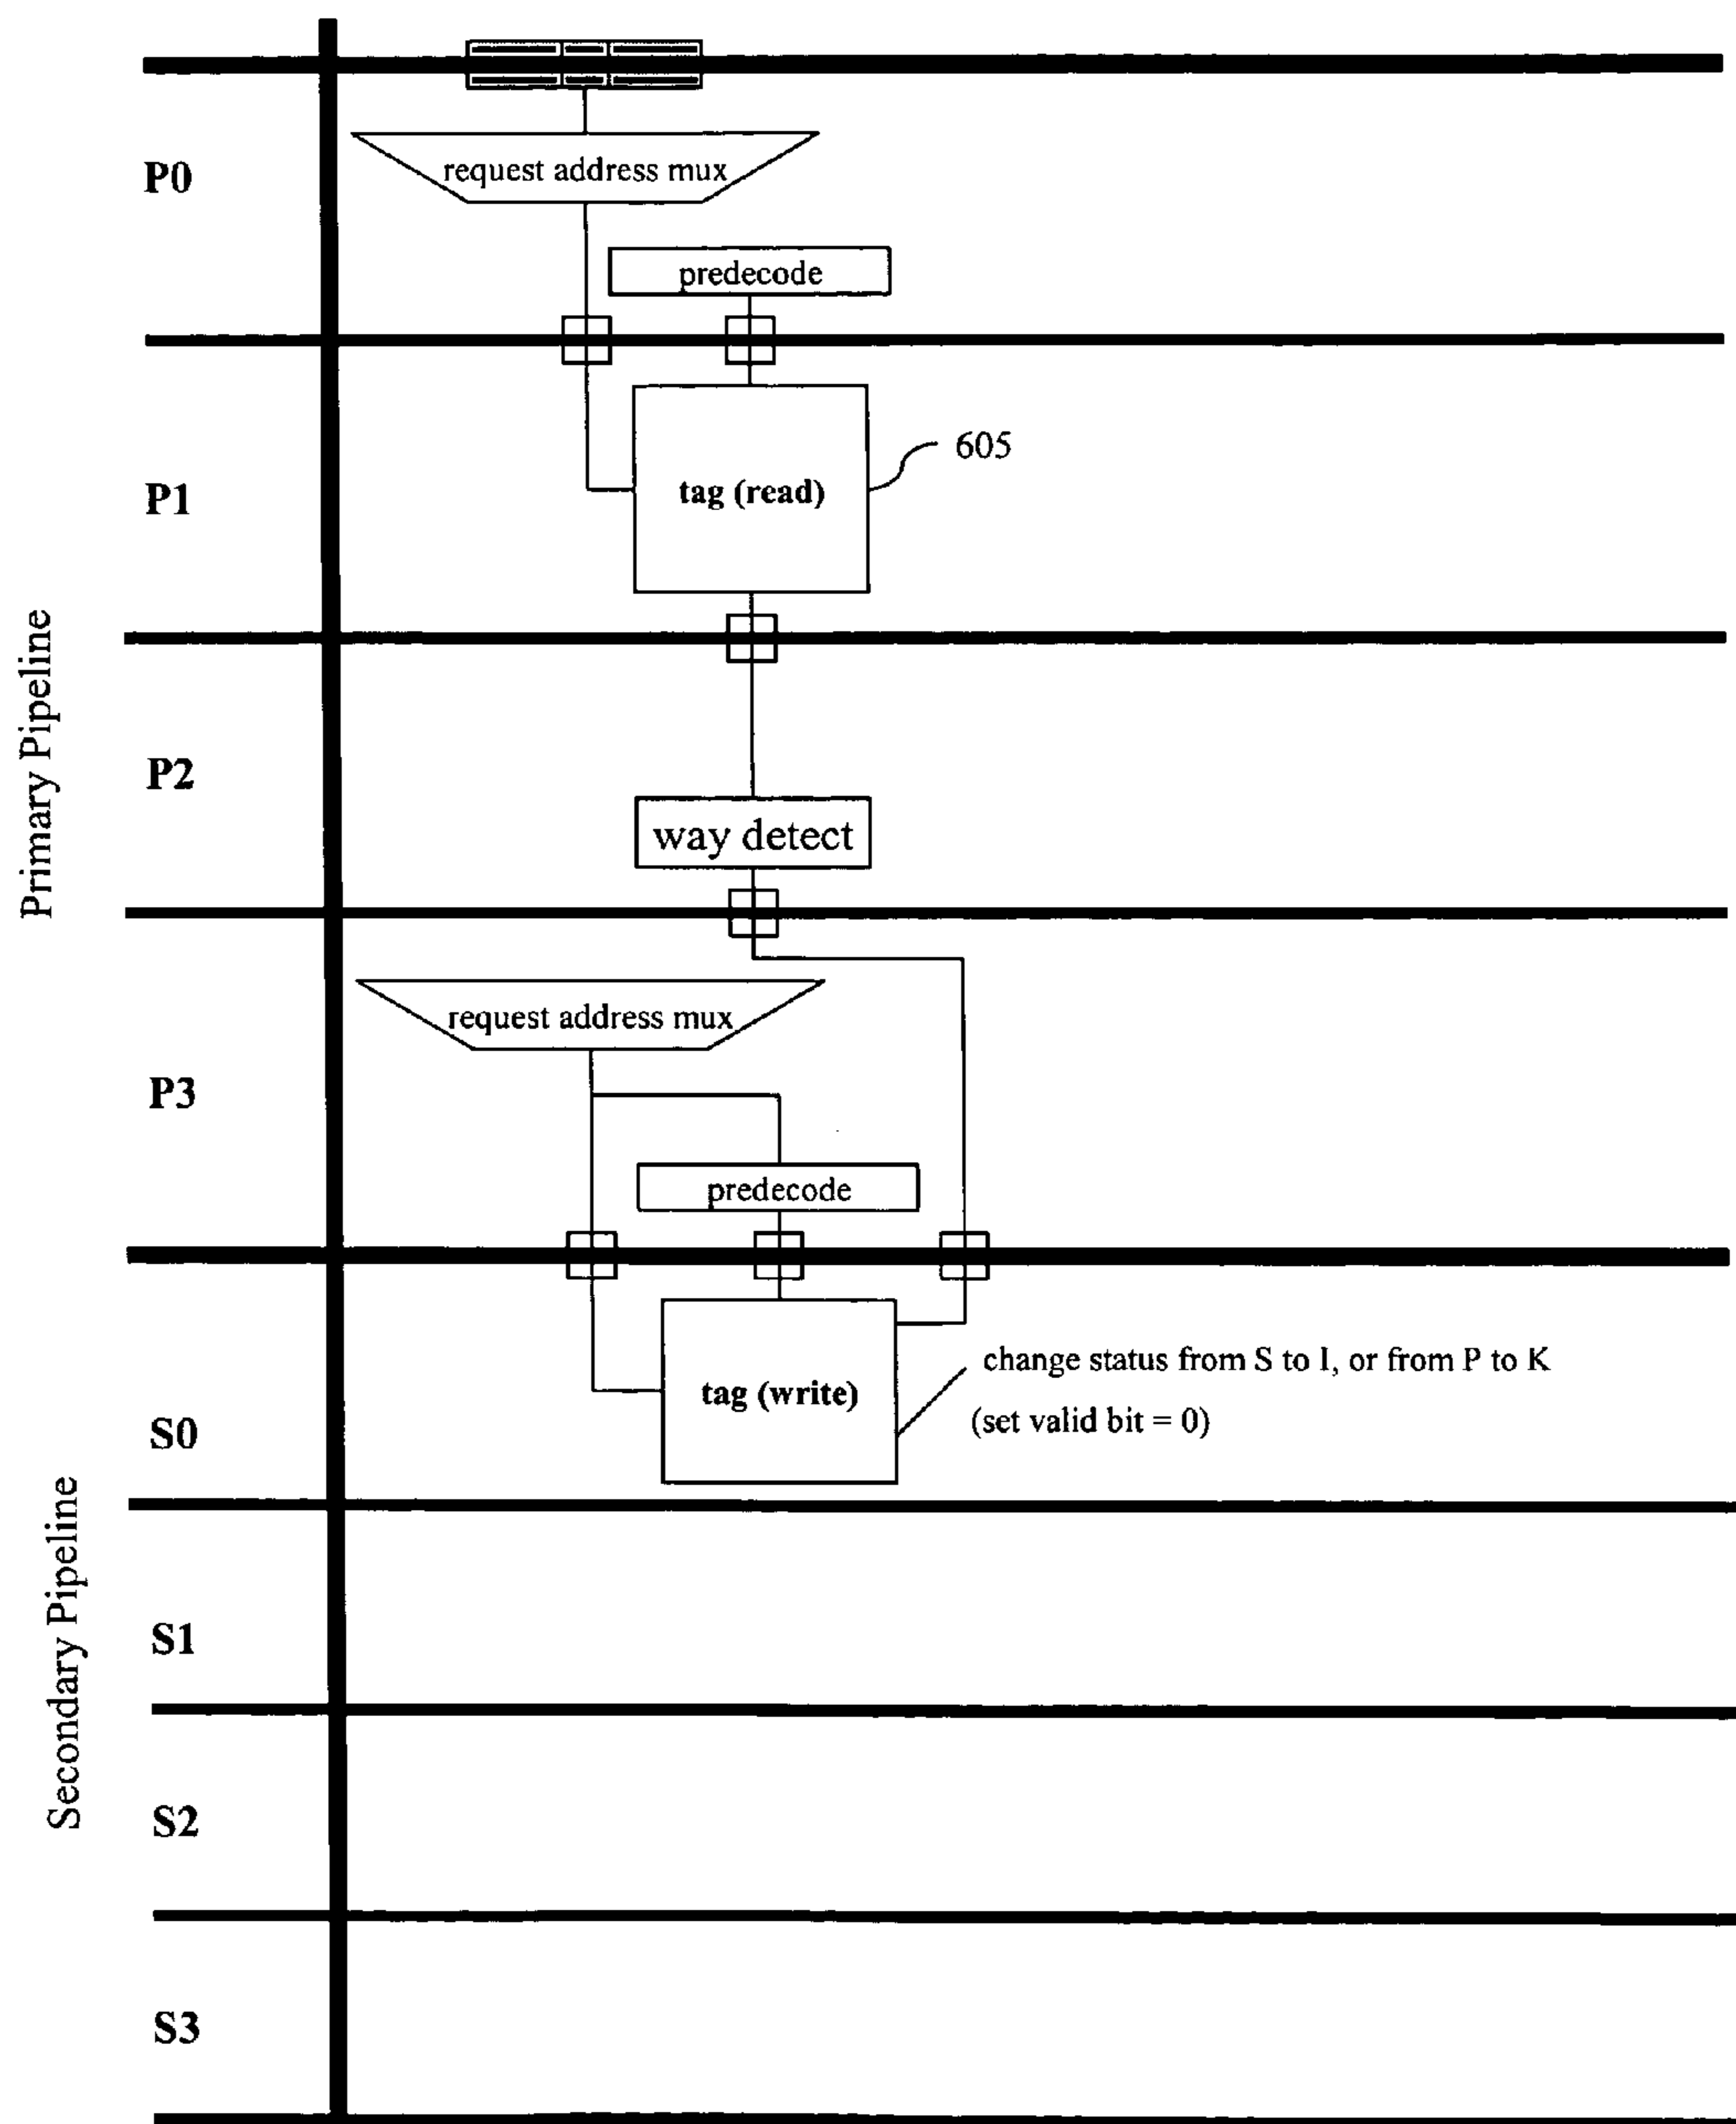 P0
request address mux
predecode
P1
tag (read)
605
Primary Pipeline
P2
way detect
P3
request address mux
predecode
S0
tag (write)
change status from S to I, or from P to K
(set valid bit = 0)
Secondary Pipeline
S1
S2
S3